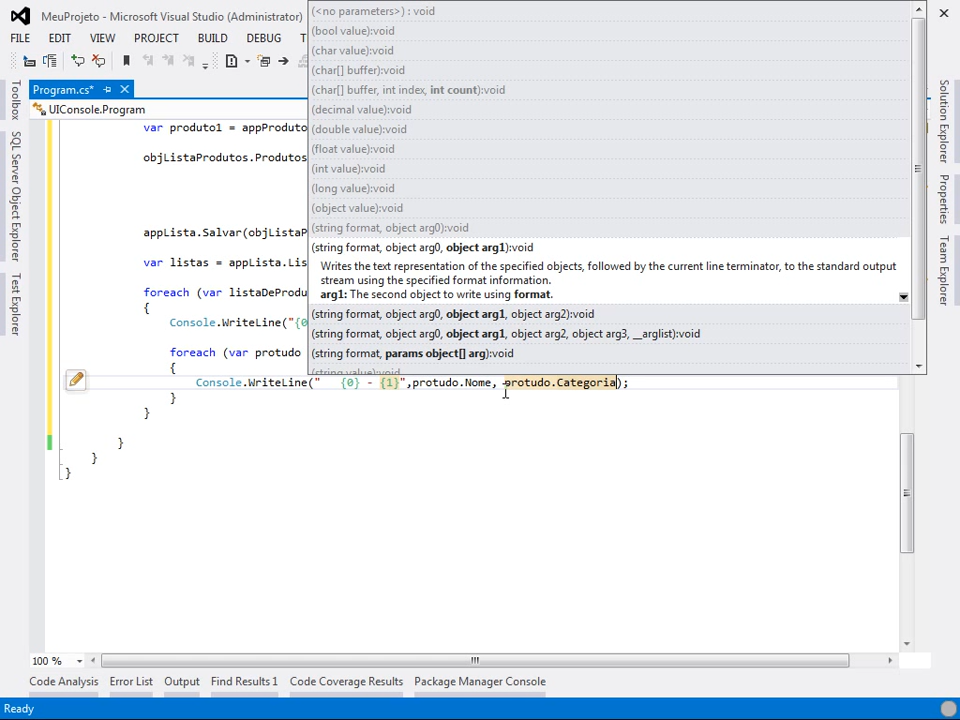 MeuProjeto - Microsoft Visual Studio (Administrator)
FILE EDIT VIEW PROJECT BUILD DEBUG
Program.cs*
UIConsole.Program
Toolbox
SQL Server Object Explorer
Test Explorer
(<no parameters>) : void
(bool value):void
(char value):void
(char[] buffer):void
(char[] buffer, int index, int count):void
(decimal value):void
(double value):void
(float value):void
(int value):void
(long value):void
(object value):void
(string format, object arg0):void
(string format, object arg0, object arg1):void
Writes the text representation of the specified objects, followed by the current line terminator, to the standard output
stream using the specified format information.
arg1: The second object to write using format.
(string format, object arg0, object arg1, object arg2):void
(string format, object arg0, object arg1, object arg2, object arg3, __arglist):void
(string format, params object[] arg):void
(string value):void
Solution Explorer
Properties
Team Explorer
var produto1 = appProduto
objListaProdutos.Produtos
appLista.Salvar(objListaP
var listas = appLista.Lis
foreach (var listaDeProdu
{
Console.WriteLine("{0
foreach (var protudo
{
Console.WriteLine("   {0} - {1}",protudo.Nome, protudo.Categoria);
}
}
}
}
}
100 %
Code Analysis Error List Output Find Results 1 Code Coverage Results Package Manager Console
Ready